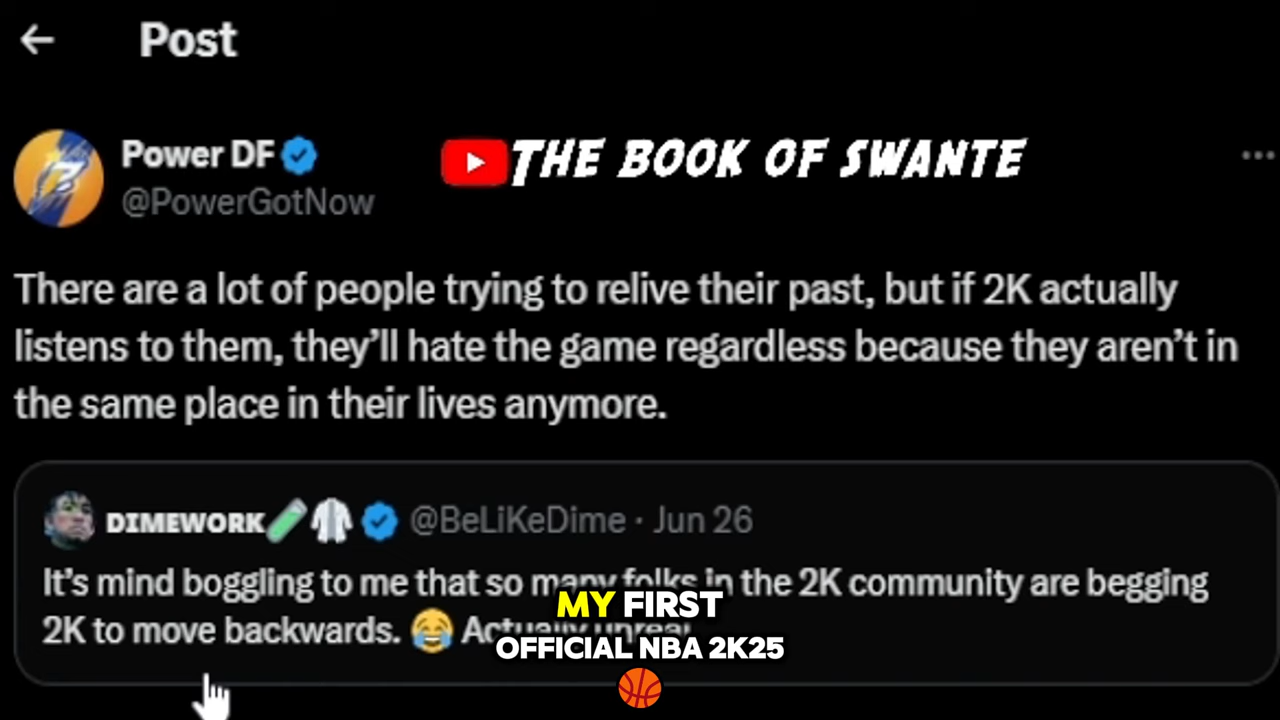 Post
Power DF
THE BOOK OF SWANTE
@PowerGotNow
There are a lot of people trying to relive their past, but if 2K actually
listens to them, they’ll hate the game regardless because they aren’t in
the same place in their lives anymore.
DIMEWORK🧪🥼 @BeLiKeDime · Jun 26
It’s mind boggling to me that so many folks in the 2K community are begging
2K to move backwards. 😂 Actually unreal.
MY FIRST
OFFICIAL NBA 2K25